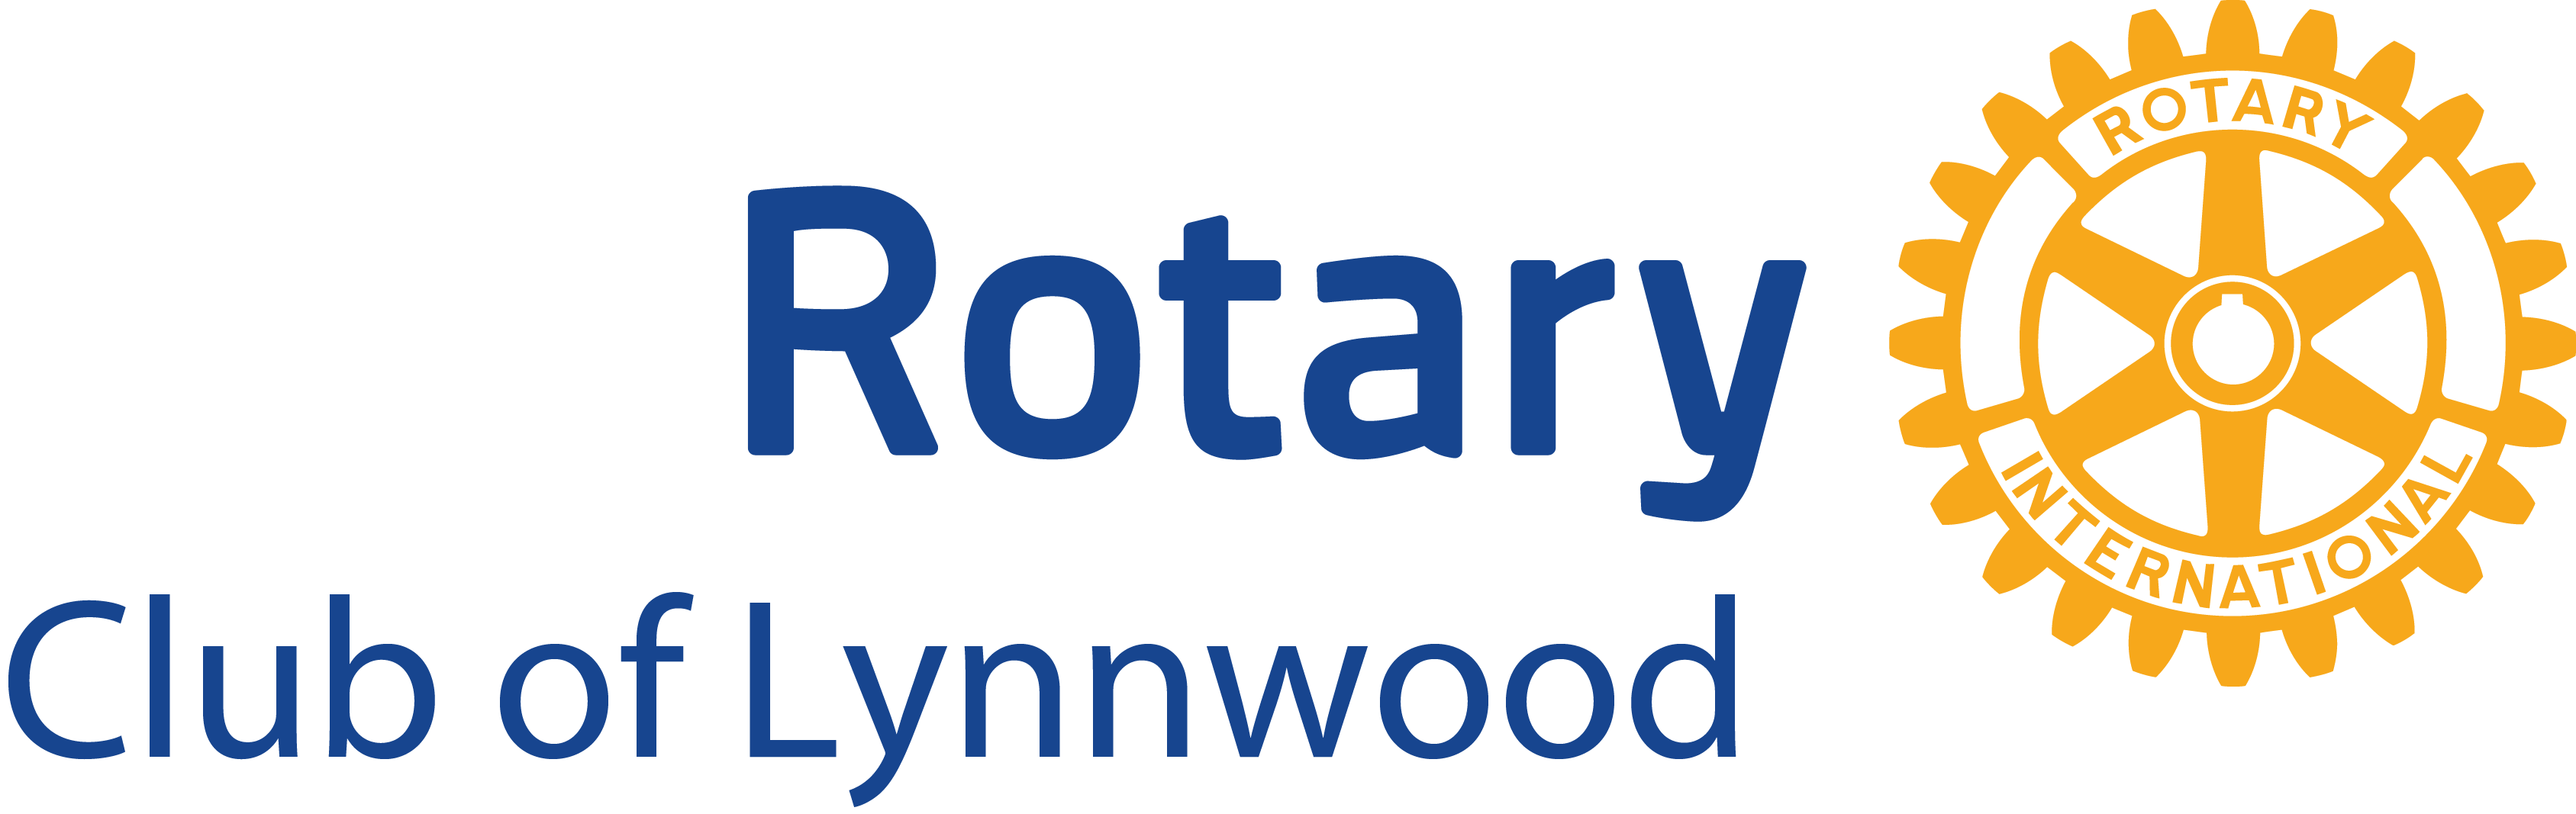 Rotary
Club of Lynnwood
ROTARY
INTERNATIONAL